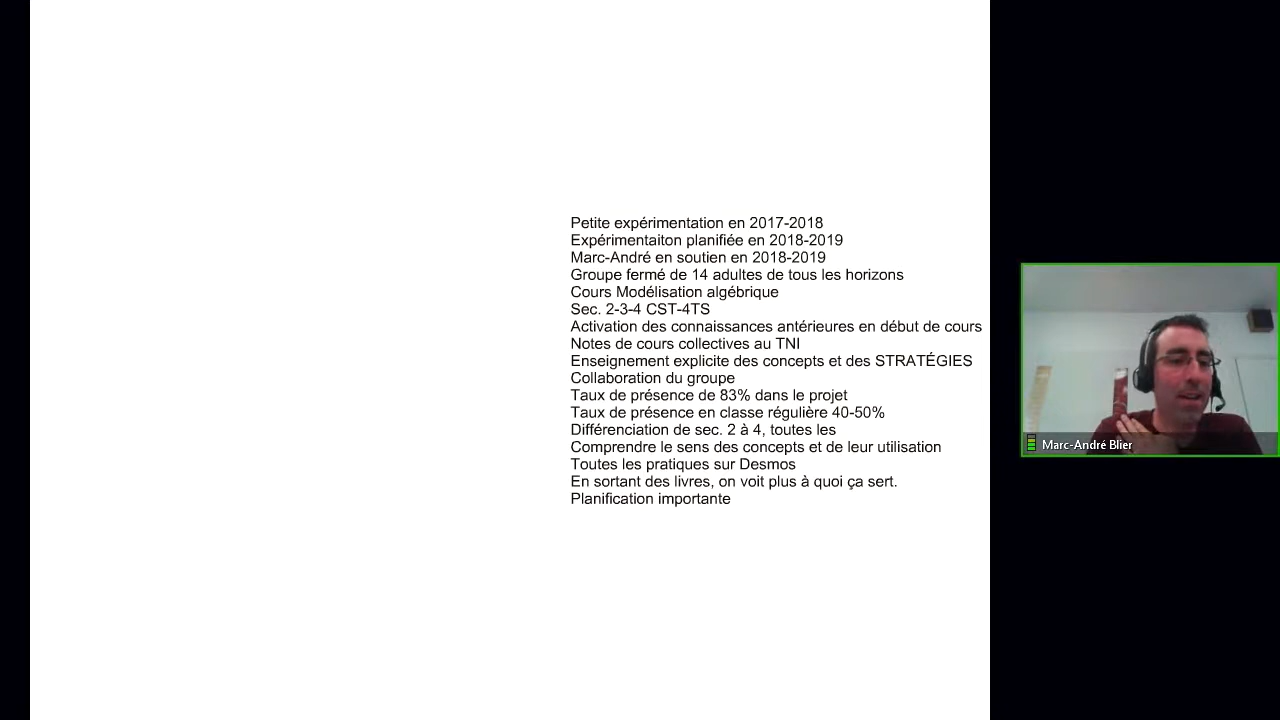 Petite expérimentation en 2017-2018
Expérimentaiton planifiée en 2018-2019
Marc-André en soutien en 2018-2019
Groupe fermé de 14 adultes de tous les horizons
Cours Modélisation algébrique
Sec. 2-3-4 CST-4TS
Activation des connaissances antérieures en début de cours
Notes de cours collectives au TNI
Enseignement explicite des concepts et des STRATÉGIES
Collaboration du groupe
Taux de présence de 83% dans le projet
Taux de présence en classe régulière 40-50%
Différenciation de sec. 2 à 4, toutes les
Comprendre le sens des concepts et de leur utilisation
Toutes les pratiques sur Desmos
En sortant des livres, on voit plus à quoi ça sert.
Planification importante
Marc-André Blier